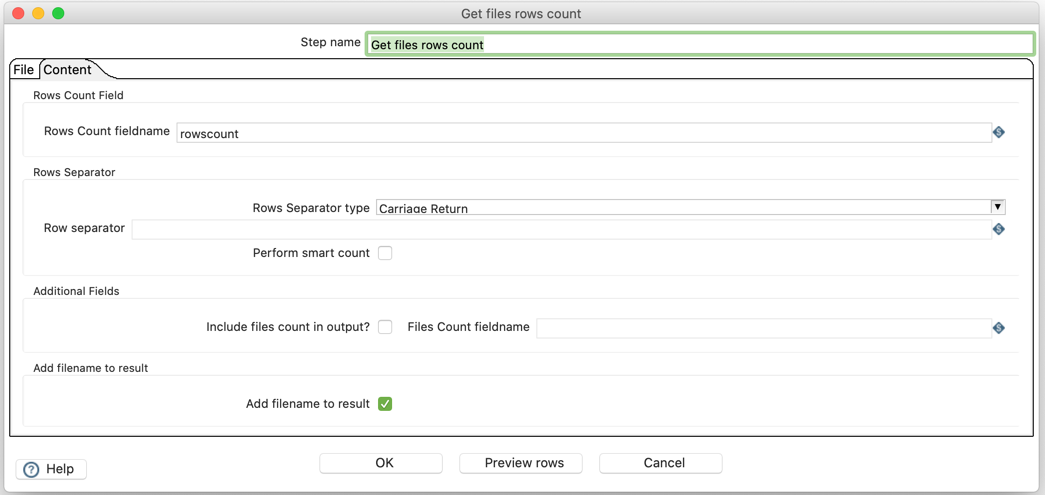 Get files rows count
Step name Get files rows count
File Content
Rows Count Field
Rows Count fieldname rowscount
Rows Separator
Rows Separator type Carriage Return
Row separator
Perform smart count
Additional Fields
Include files count in output? Files Count fieldname
Add filename to result
Add filename to result
? Help OK Preview rows Cancel